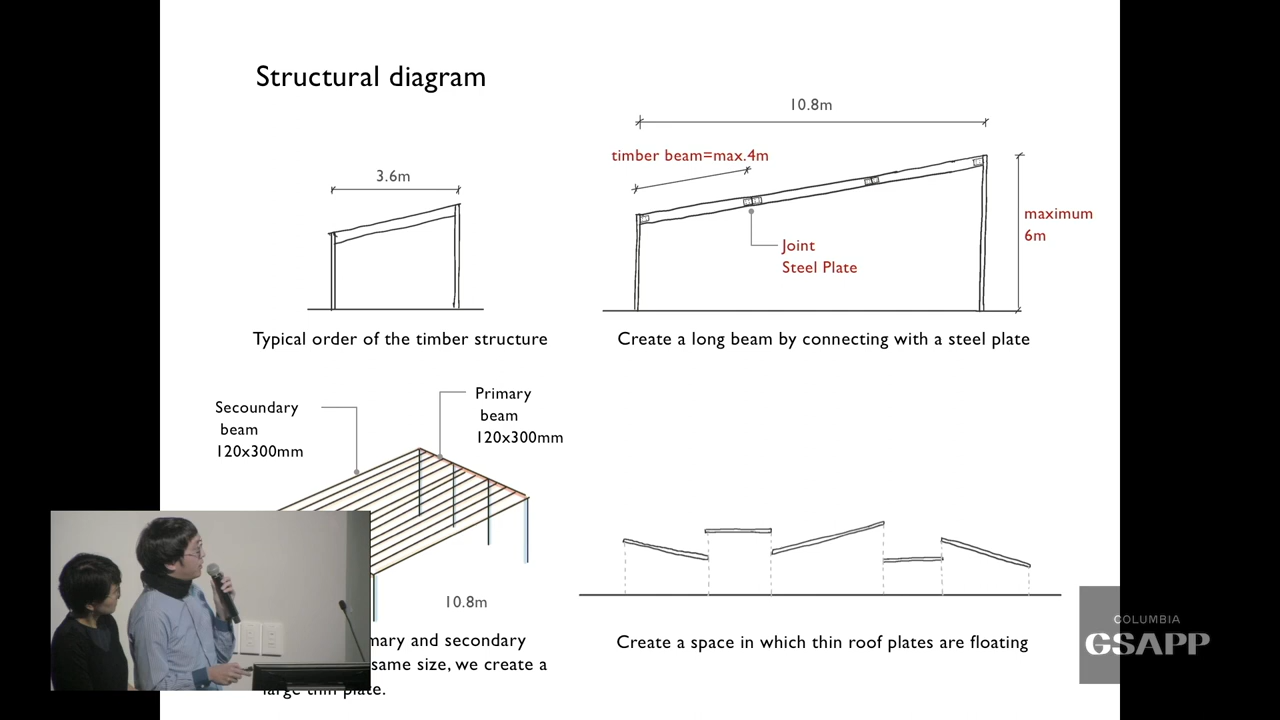 Structural diagram
3.6m
10.8m
timber beam=max.4m
maximum
6m
Joint
Steel Plate
Typical order of the timber structure
Create a long beam by connecting with a steel plate
Secoundary
beam
120x300mm
Primary
beam
120x300mm
10.8m
mary and secondary
same size, we create a
large thin plate.
Create a space in which thin roof plates are floating
COLUMBIA
GSAPP